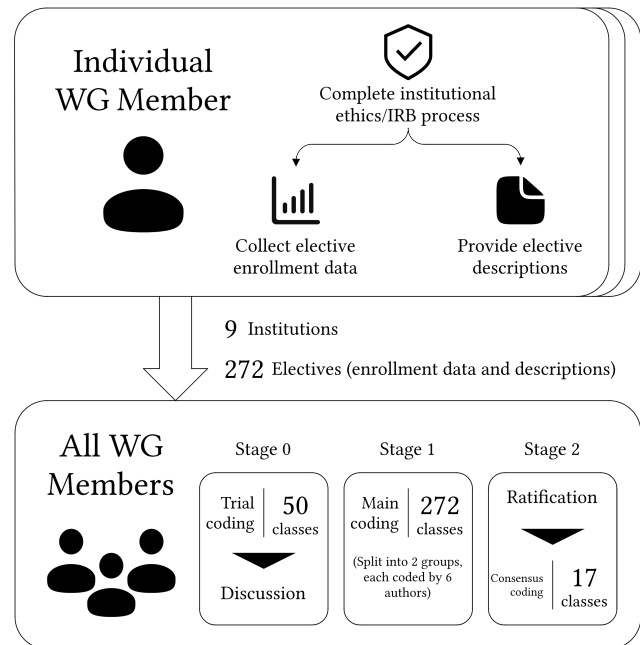 Individual
WG Member
Complete institutional
ethics/IRB process
Collect elective
enrollment data
Provide elective
descriptions
9 Institutions
272 Electives (enrollment data and descriptions)
All WG
Members
Stage 0
Trial
coding
50
classes
Discussion
Stage 1
Main
coding
272
classes
(Split into 2 groups,
each coded by 6
authors)
Stage 2
Ratification
Consensus
coding
17
classes